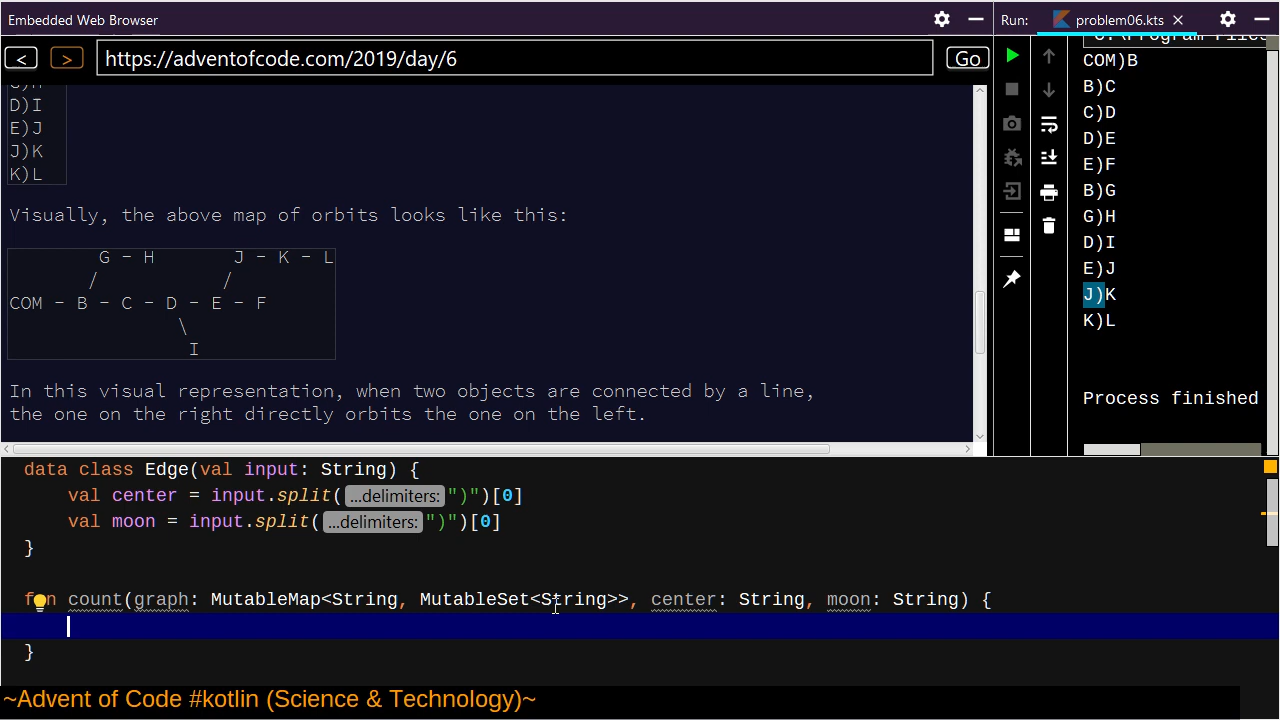 Embedded Web Browser
Run: problem06.kts
< > https://adventofcode.com/2019/day/6 Go
D)I
E)J
J)K
K)L
Visually, the above map of orbits looks like this:
G - H J - K - L
/ /
COM - B - C - D - E - F
\
I
In this visual representation, when two objects are connected by a line,
the one on the right directly orbits the one on the left.
COM)B
B)C
C)D
D)E
E)F
B)G
G)H
D)I
E)J
J)K
K)L
Process finished
data class Edge(val input: String) {
val center = input.split(...delimiters: ")")[0]
val moon = input.split(...delimiters: ")")[0]
}
fun count(graph: MutableMap<String, MutableSet<String>>, center: String, moon: String) {
}
~Advent of Code #kotlin (Science & Technology)~